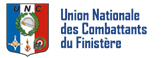 UNC
Union Nationale
des Combattants
du Finistère